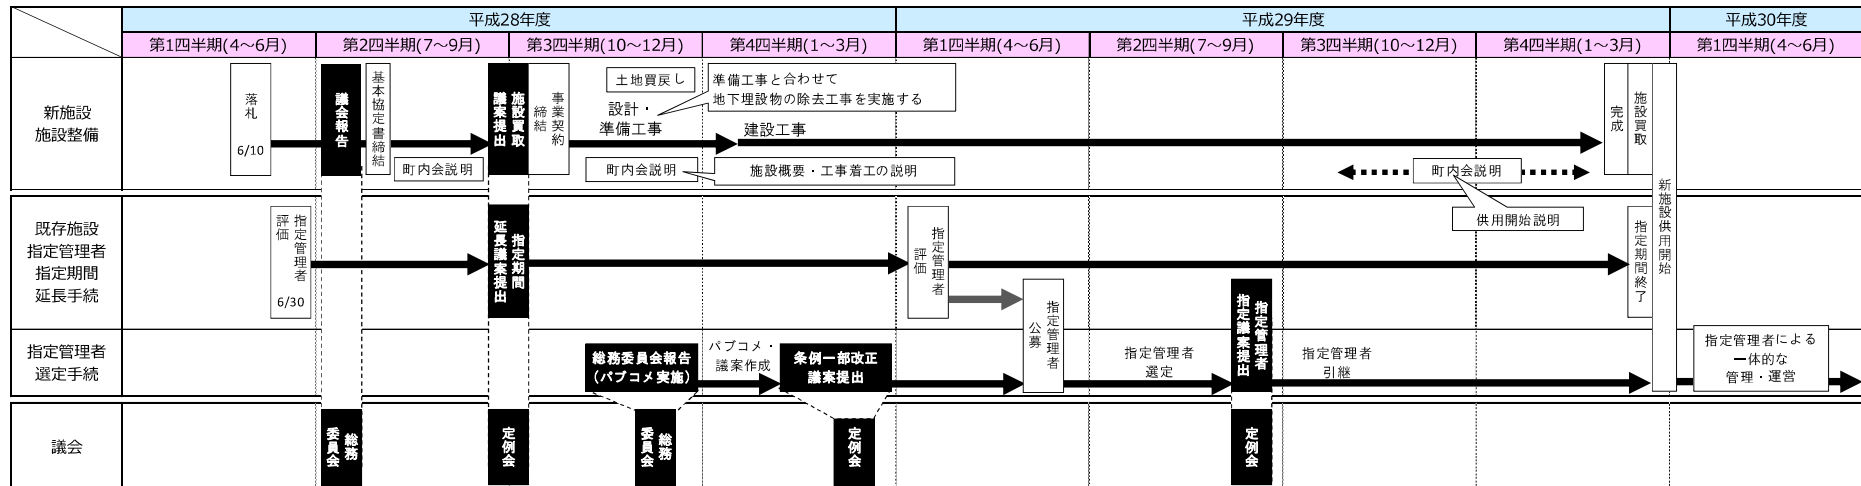 平成28年度
平成29年度
平成30年度
第1四半期(4～6月)
第2四半期(7～9月)
第3四半期(10～12月)
第4四半期(1～3月)
第1四半期(4～6月)
第2四半期(7～9月)
第3四半期(10～12月)
第4四半期(1～3月)
第1四半期(4～6月)
新施設
施設整備
落札
6/10
議会報告
基本協定書締結
町内会説明
施設買取
議案提出
事業契約
締結
土地買戻し
設計・
準備工事
準備工事と合わせて
地下埋設物の除去工事を実施する
建設工事
町内会説明
施設概要・工事着工の説明
町内会説明
供用開始説明
完成
施設買取
新施設供用開始
既存施設
指定管理者
指定期間
延長手続
指定管理者
評価
6/30
指定期間
延長議案提出
指定管理者
評価
指定期間終了
指定管理者
公募
指定管理者
指定議案提出
指定管理者
選定手続
総務委員会報告
（パブコメ実施）
パブコメ・
議案作成
条例一部改正
議案提出
指定管理者
選定
指定管理者
引継
指定管理者による
一体的な
管理・運営
議会
総務
委員会
定例会
総務
委員会
定例会
定例会